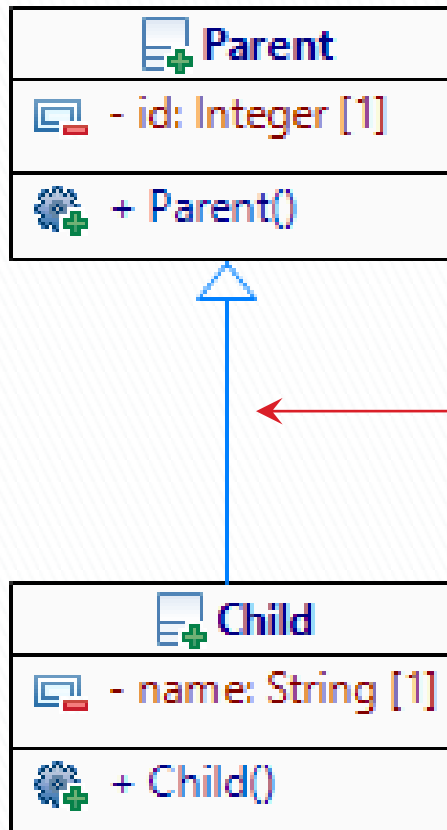 Parent
- id: Integer [1]
+ Parent()
Child
- name: String [1]
+ Child()